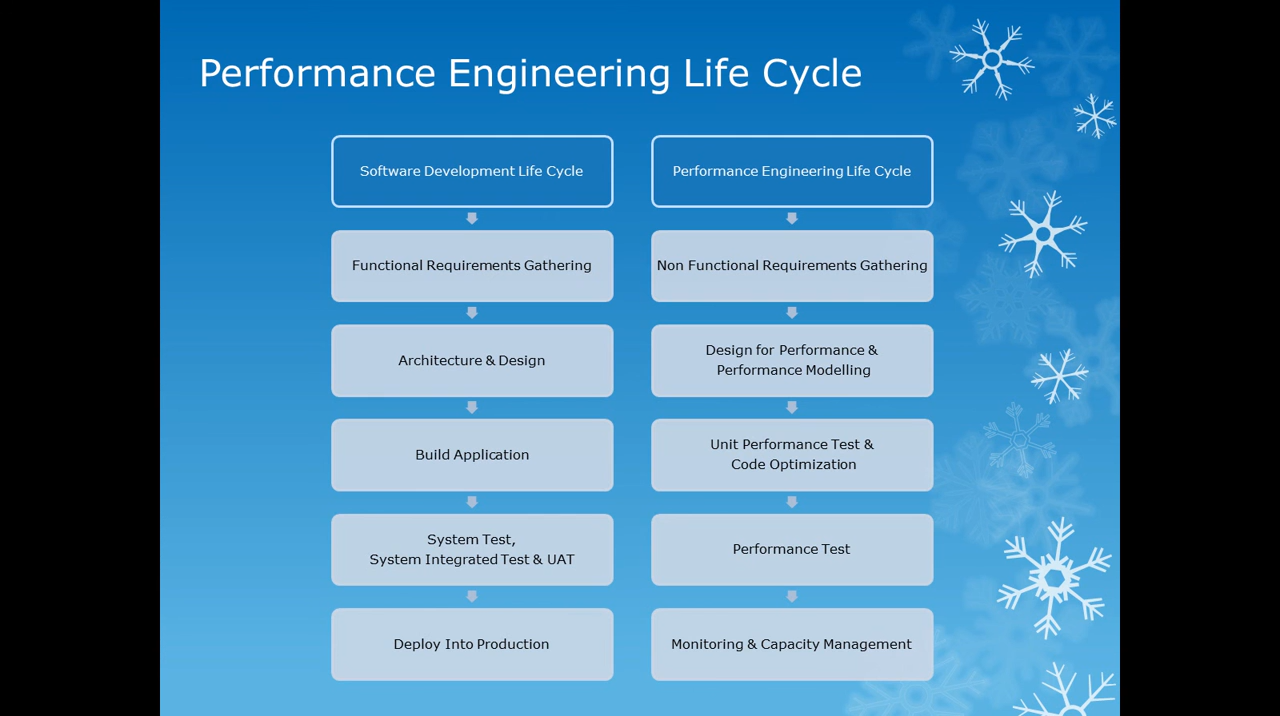 Performance Engineering Life Cycle
Software Development Life Cycle
Functional Requirements Gathering
Architecture & Design
Build Application
System Test,
System Integrated Test & UAT
Deploy Into Production
Performance Engineering Life Cycle
Non Functional Requirements Gathering
Design for Performance &
Performance Modelling
Unit Performance Test &
Code Optimization
Performance Test
Monitoring & Capacity Management